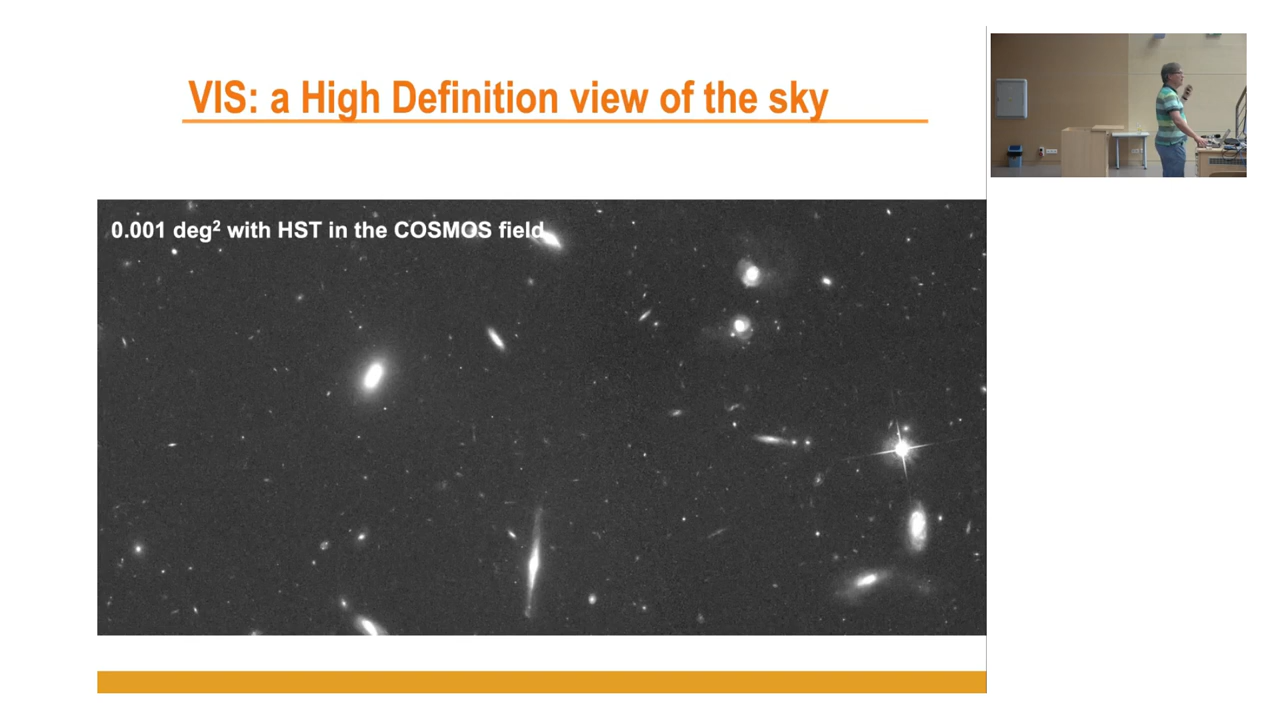 VIS: a High Definition view of the sky
0.001 deg² with HST in the COSMOS field